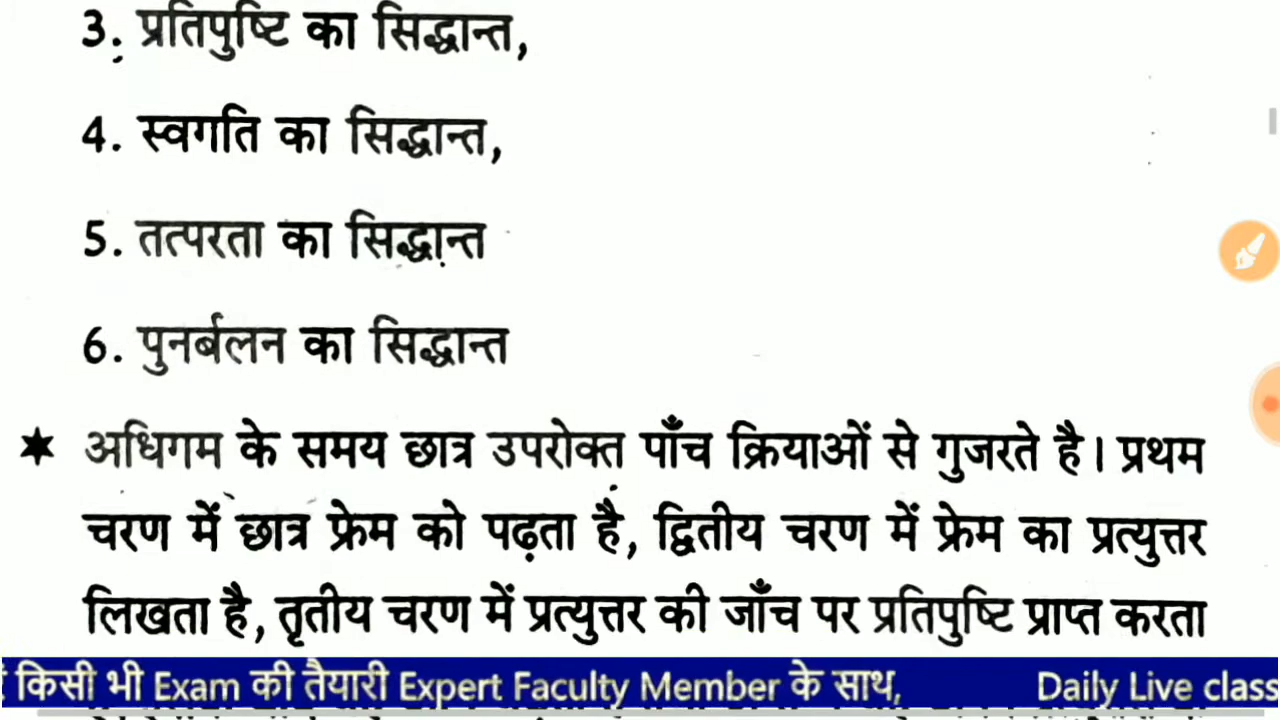 3. प्रतिपुष्टि का सिद्धान्त,
4. स्वगति का सिद्धान्त,
5. तत्परता का सिद्धान्त
6. पुनर्बलन का सिद्धान्त
★ अधिगम के समय छात्र उपरोक्त पाँच क्रियाओं से गुजरते है। प्रथम
चरण में छात्र फ्रेम को पढ़ता है, द्वितीय चरण में फ्रेम का प्रत्युत्तर
लिखता है, तृतीय चरण में प्रत्युत्तर की जाँच पर प्रतिपुष्टि प्राप्त करता
किसी भी Exam की तैयारी Expert Faculty Member के साथ, Daily Live class